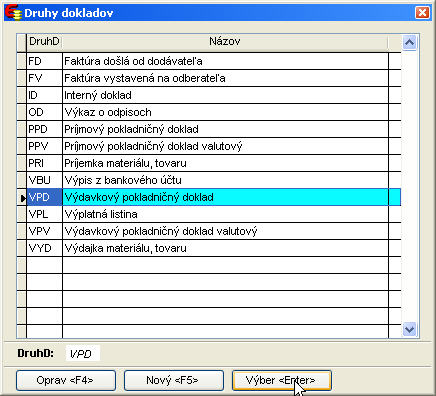 Druhy dokladov
DruhD Názov
FD Faktúra došlá od dodávateľa
FV Faktúra vystavená na odberateľa
ID Interný doklad
OD Výkaz o odpisoch
PPD Príjmový pokladničný doklad
PPV Príjmový pokladničný doklad valutový
PRI Príjemka materiálu, tovaru
VBU Výpis z bankového účtu
VPD Výdavkový pokladničný doklad
VPL Výplatná listina
VPV Výdavkový pokladničný doklad valutový
VYD Výdajka materiálu, tovaru
DruhD: VPD
Oprav <F4> Nový <F5> Výber <Enter>